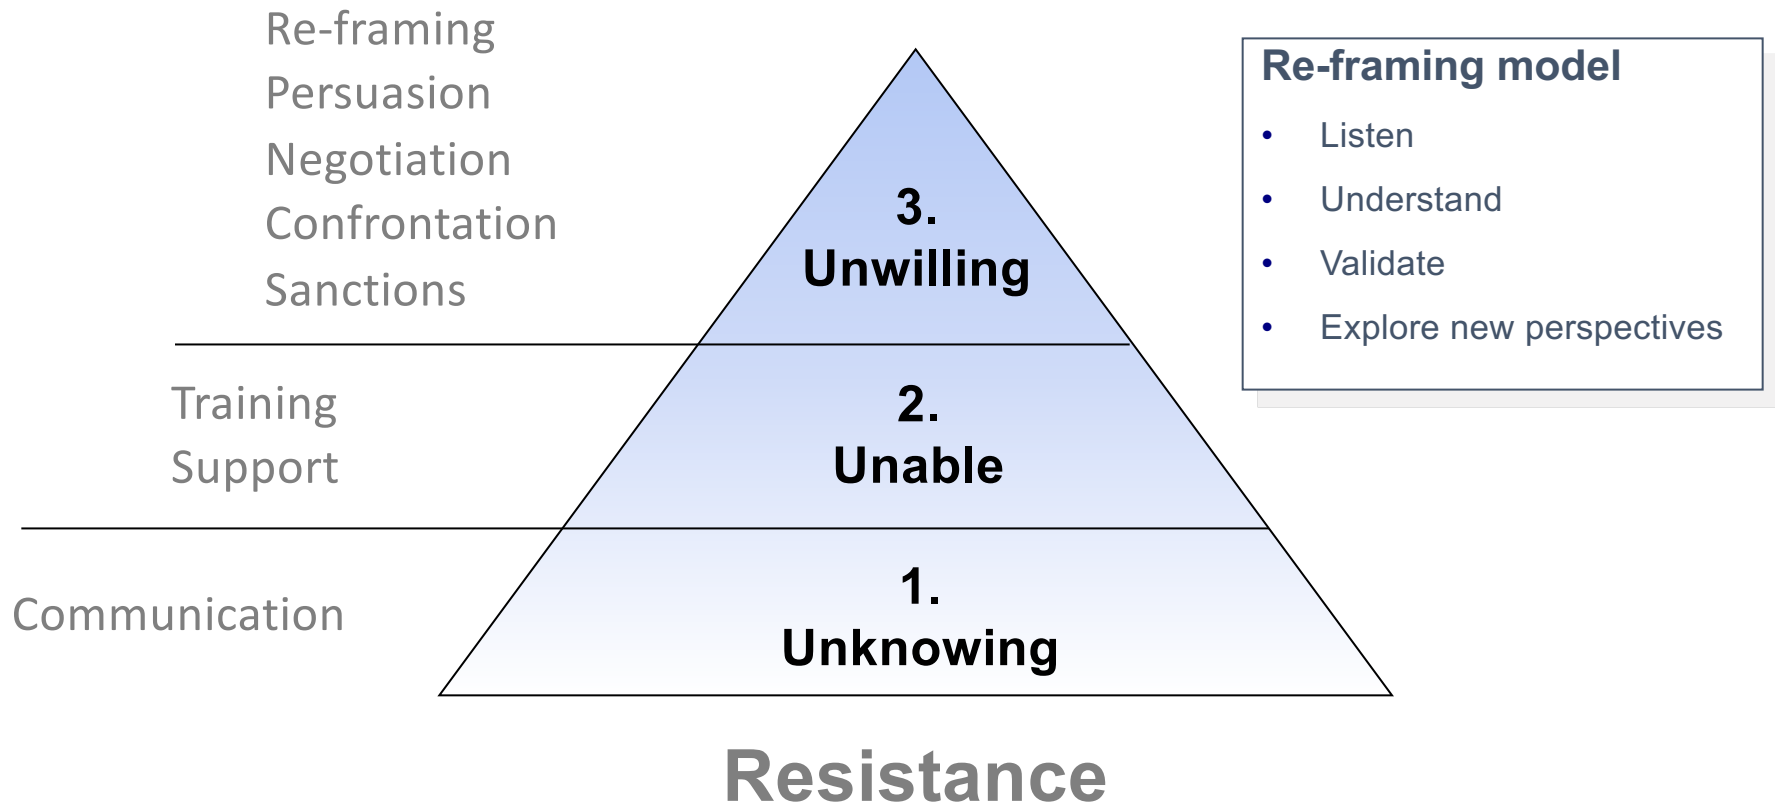 Re-framing
Persuasion
Negotiation
Confrontation
Sanctions
3.
Unwilling
Re-framing model
• Listen
• Understand
• Validate
• Explore new perspectives
Training
Support
2.
Unable
Communication
1.
Unknowing
Resistance